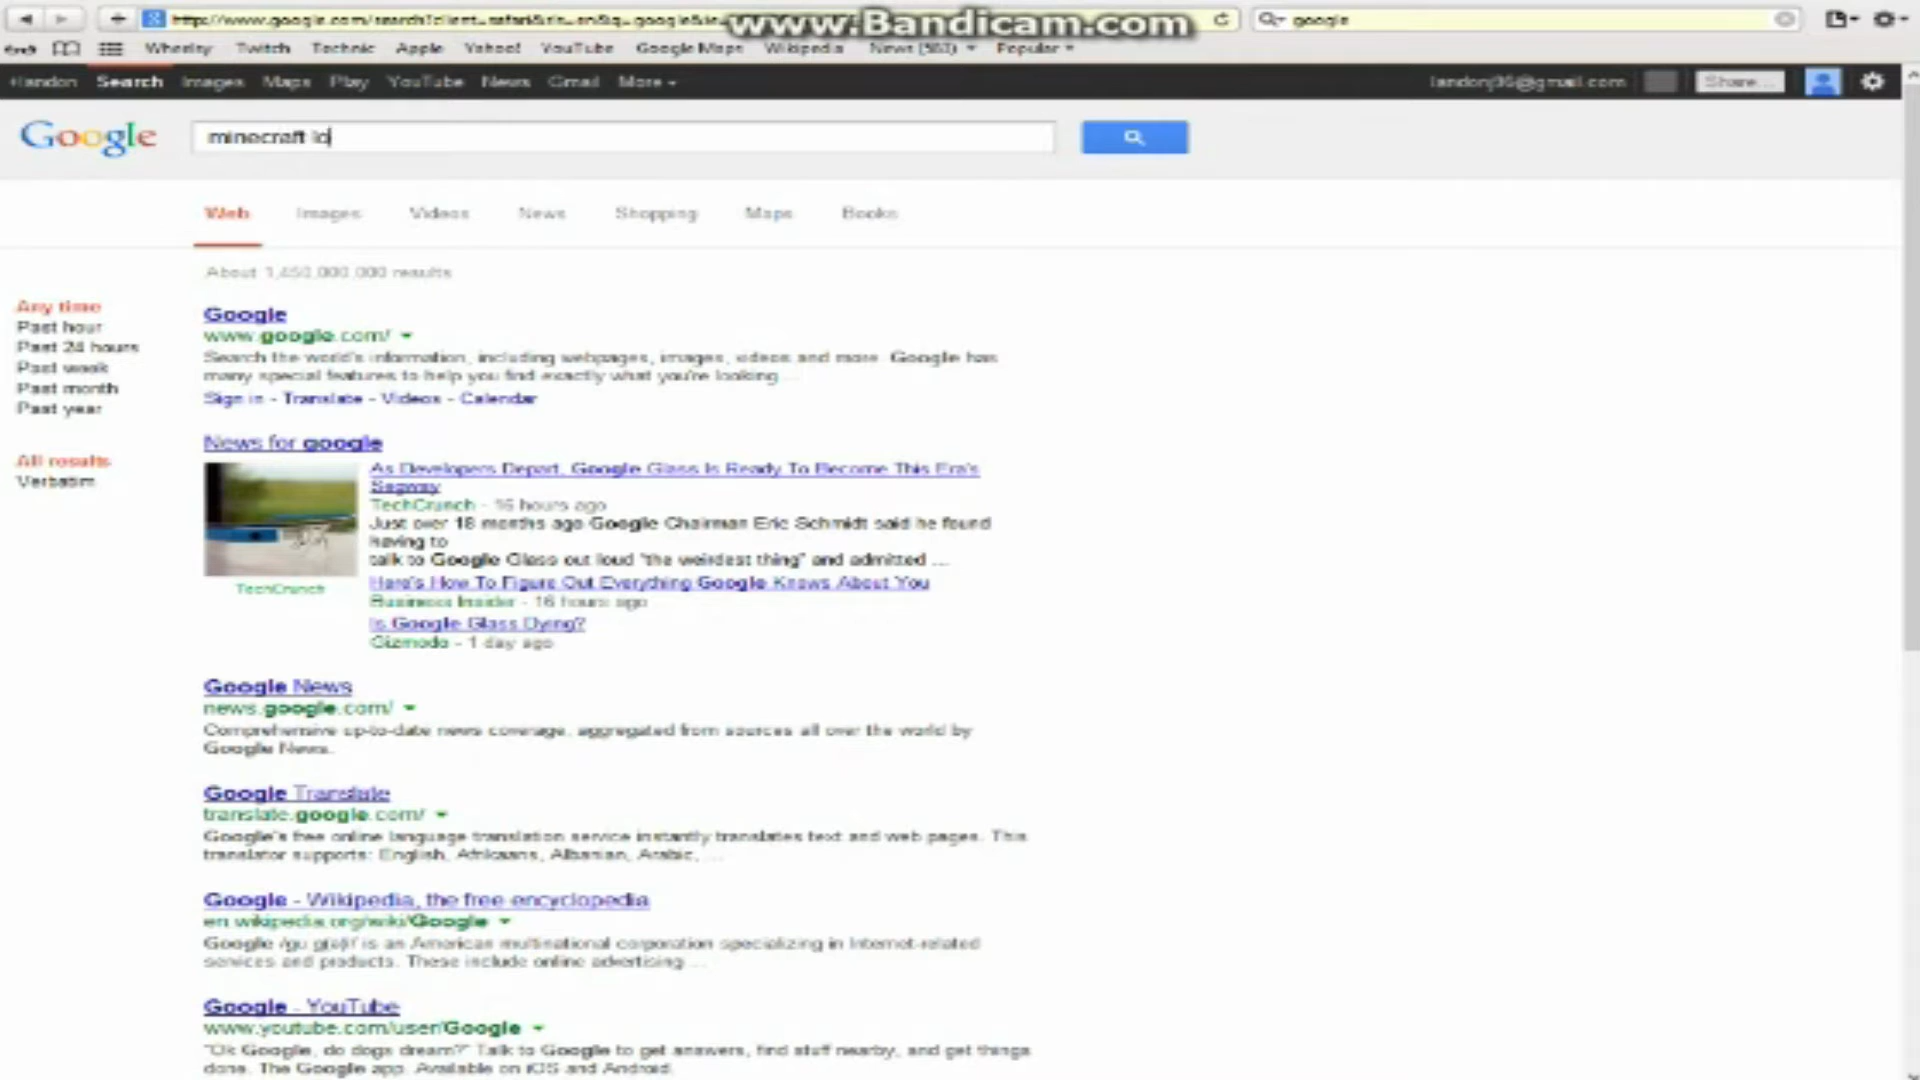 www.Bandicam.com
http://www.google.com/search?client=safari&rls=en&q=google&ie
google
Wherity Twitch Technic Apple Yahoo! YouTube Google Maps Wikipedia News (583) Popular
+landon Search Images Maps Play YouTube News Gmail More
landonj36@gmail.com Share...
Google minecraft lo
Web Images Videos News Shopping Maps Books
About 1,450,000,000 results
Any time
Past hour
Past 24 hours
Past week
Past month
Past year
All results
Verbatim
Google
www.google.com/
Search the world's information, including webpages, images, videos and more. Google has
many special features to help you find exactly what you're looking ...
Sign in - Translate - Videos - Calendar
News for google
As Developers Depart, Google Glass Is Ready To Become This Era's
Segway
TechCrunch - 16 hours ago
Just over 18 months ago Google Chairman Eric Schmidt said he found
having to
talk to Google Glass out loud "the weirdest thing" and admitted ...
TechCrunch
Here's How To Figure Out Everything Google Knows About You
Business Insider - 16 hours ago
Is Google Glass Dying?
Gizmodo - 1 day ago
Google News
news.google.com/
Comprehensive up-to-date news coverage, aggregated from sources all over the world by
Google News.
Google Translate
translate.google.com/
Google's free online language translation service instantly translates text and web pages. This
translator supports: English, Afrikaans, Albanian, Arabic, ...
Google - Wikipedia, the free encyclopedia
en.wikipedia.org/wiki/Google
Google is an American multinational corporation specializing in Internet-related
services and products. These include online advertising ...
Google - YouTube
www.youtube.com/user/Google
"Ok Google, do dogs dream?" Talk to Google to get answers, find stuff nearby, and get things
done. The Google app. Available on iOS and Android.